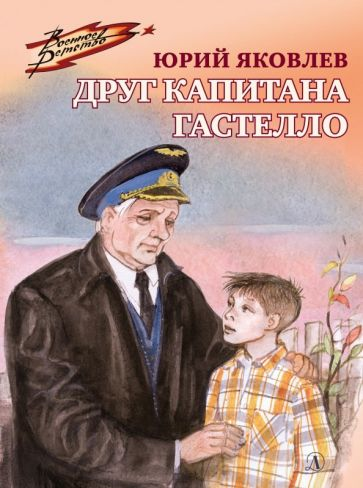 Военное
Детство
ЮРИЙ ЯКОВЛЕВ
ДРУГ КАПИТАНА
ГАСТЕЛЛО